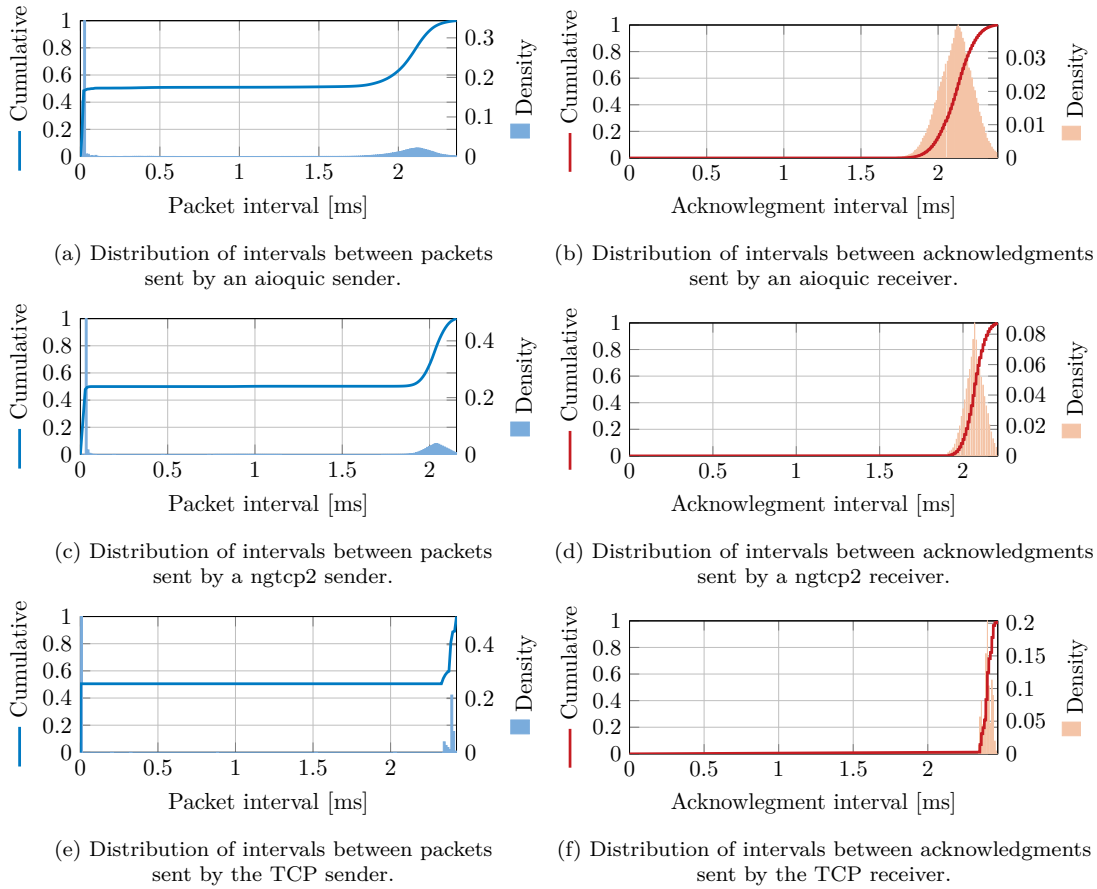 Cumulative
1
0.8
0.6
0.4
0.2
0
0 0.5 1 1.5 2
Packet interval [ms]
0.3
0.2
0.1
0
Density
(a) Distribution of intervals between packets
sent by an aioquic sender.
Cumulative
1
0.8
0.6
0.4
0.2
0
0 1 1 2
Acknowlegment interval [ms]
0.03
0.02
0.01
0
Density
(b) Distribution of intervals between acknowledgments
sent by an aioquic receiver.
Cumulative
1
0.8
0.6
0.4
0.2
0
0.5 1 1.5 2
Packet interval [ms]
0.4
0.2
0
Density
(c) Distribution of intervals between packets
sent by a ngtcp2 sender.
Cumulative
1
0.8
0.6
0.4
0.2
0
0 0.5 1 1.5 2
Acknowlegment interval [ms]
0.08
0.06
0.04
0.02
0
Density
(d) Distribution of intervals between acknowledgments
sent by a ngtcp2 receiver.
Cumulative
1
0.8
0.6
0.4
0.2
0
0 0.5 1 1.5 2
Packet interval [ms]
0.4
0.2
0
Density
(e) Distribution of intervals between packets
sent by the TCP sender.
Cumulative
1
0.8
0.6
0.4
0.2
0
0 0.5 1 1.5 2
Acknowlegment interval [ms]
0.2
0.15
0.1
0.05
0
Density
(f) Distribution of intervals between acknowledgments
sent by the TCP receiver.